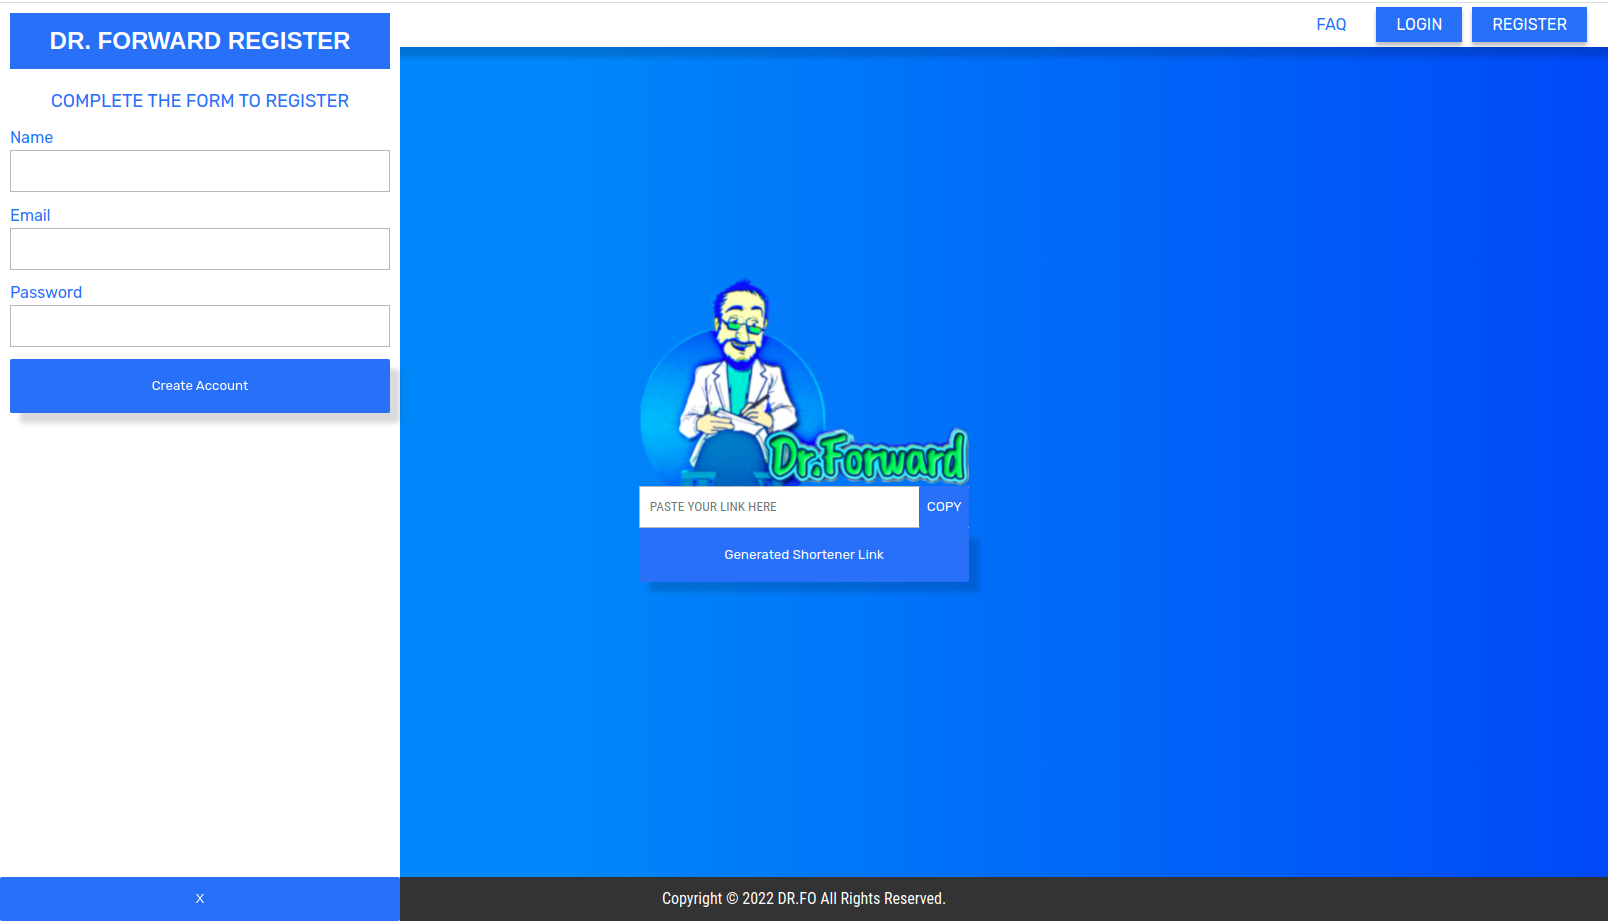 DR. FORWARD REGISTER
COMPLETE THE FORM TO REGISTER
Name
Email
Password
Create Account
X
FAQ
LOGIN
REGISTER
Dr.Forward
PASTE YOUR LINK HERE
COPY
Generated Shortener Link
Copyright © 2022 DR.FO All Rights Reserved.